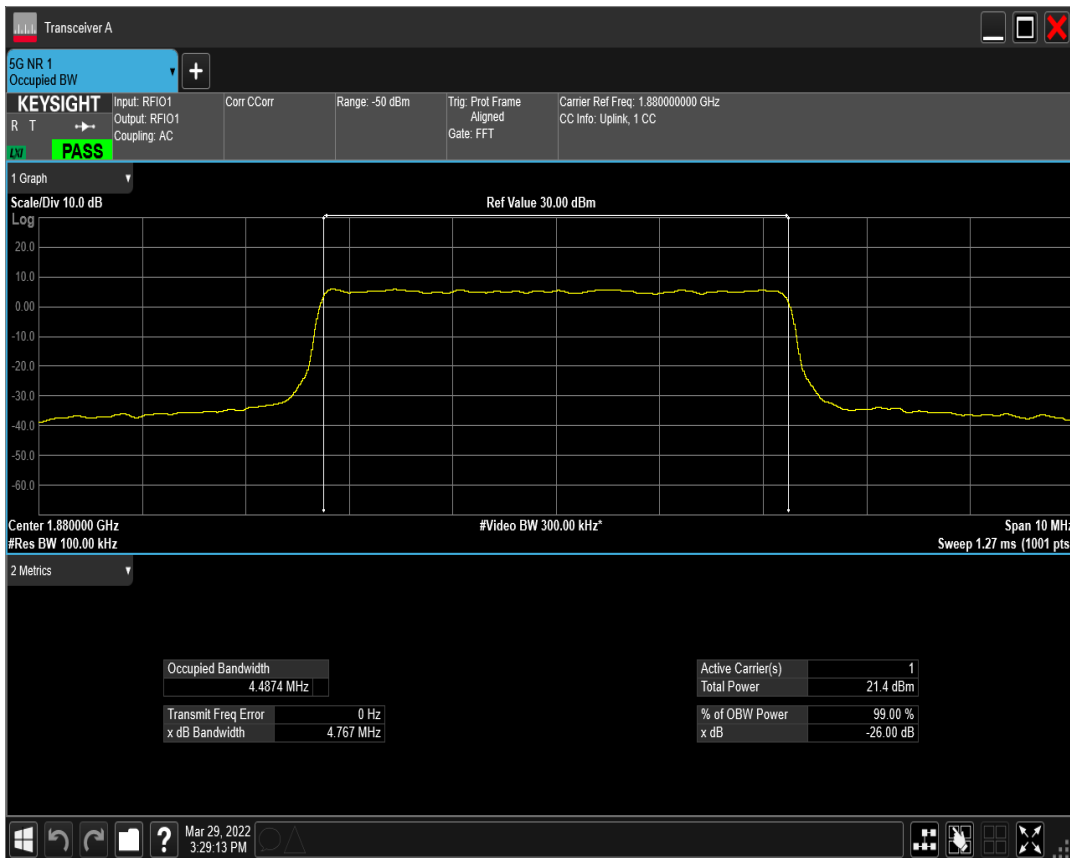 Transceiver A
5G NR 1
Occupied BW
+
KEYSIGHT
R T
LXI
PASS
Input: RFIO1
Output: RFIO1
Coupling: AC
Corr CCorr
Range: -50 dBm
Trig: Prot Frame
Aligned
Gate: FFT
Carrier Ref Freq: 1.880000000 GHz
CC Info: Uplink, 1 CC
1 Graph
Scale/Div 10.0 dB
Ref Value 30.00 dBm
Log
20.0
10.0
0.00
-10.0
-20.0
-30.0
-40.0
-50.0
-60.0
Center 1.880000 GHz
#Video BW 300.00 kHz*
Span 10 MHz
#Res BW 100.00 kHz
Sweep 1.27 ms (1001 pts
2 Metrics
Occupied Bandwidth
4.4874 MHz
Transmit Freq Error 0 Hz
x dB Bandwidth 4.767 MHz
Active Carrier(s) 1
Total Power 21.4 dBm
% of OBW Power 99.00 %
x dB -26.00 dB
?
Mar 29, 2022
3:29:13 PM